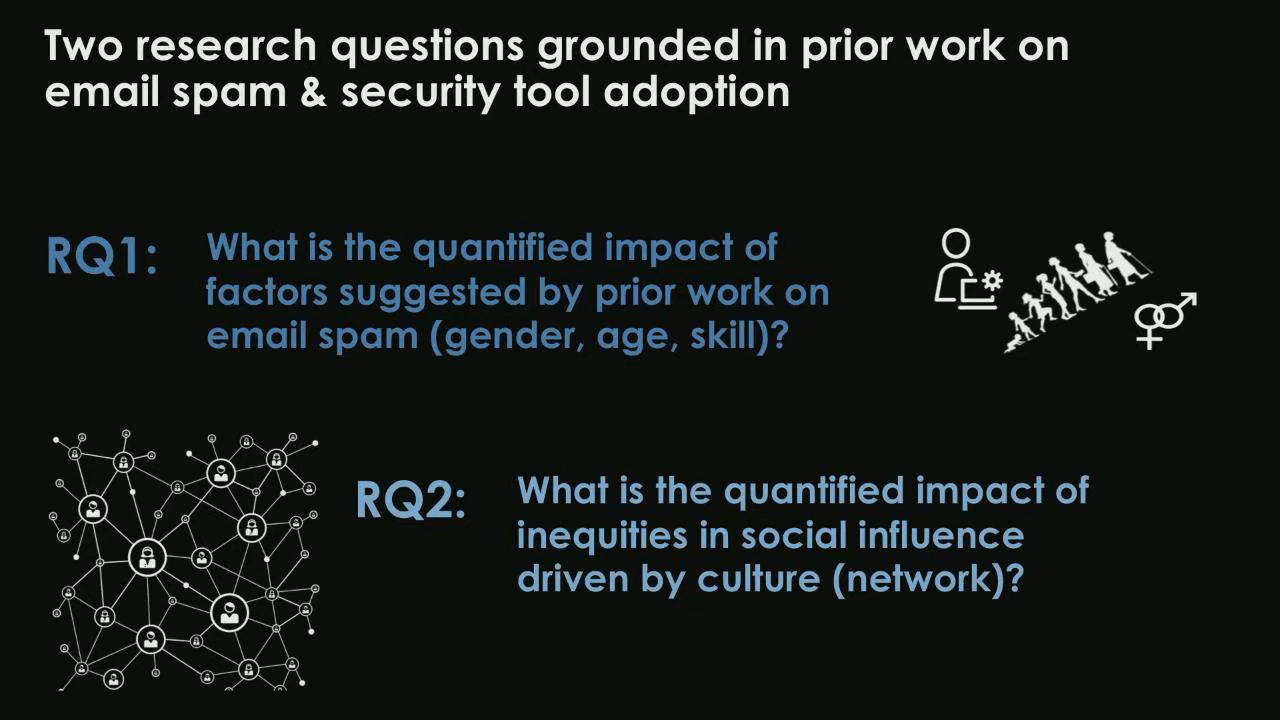 Two research questions grounded in prior work on
email spam & security tool adoption
RQ1:
What is the quantified impact of
factors suggested by prior work on
email spam (gender, age, skill)?
RQ2:
What is the quantified impact of
inequities in social influence
driven by culture (network)?